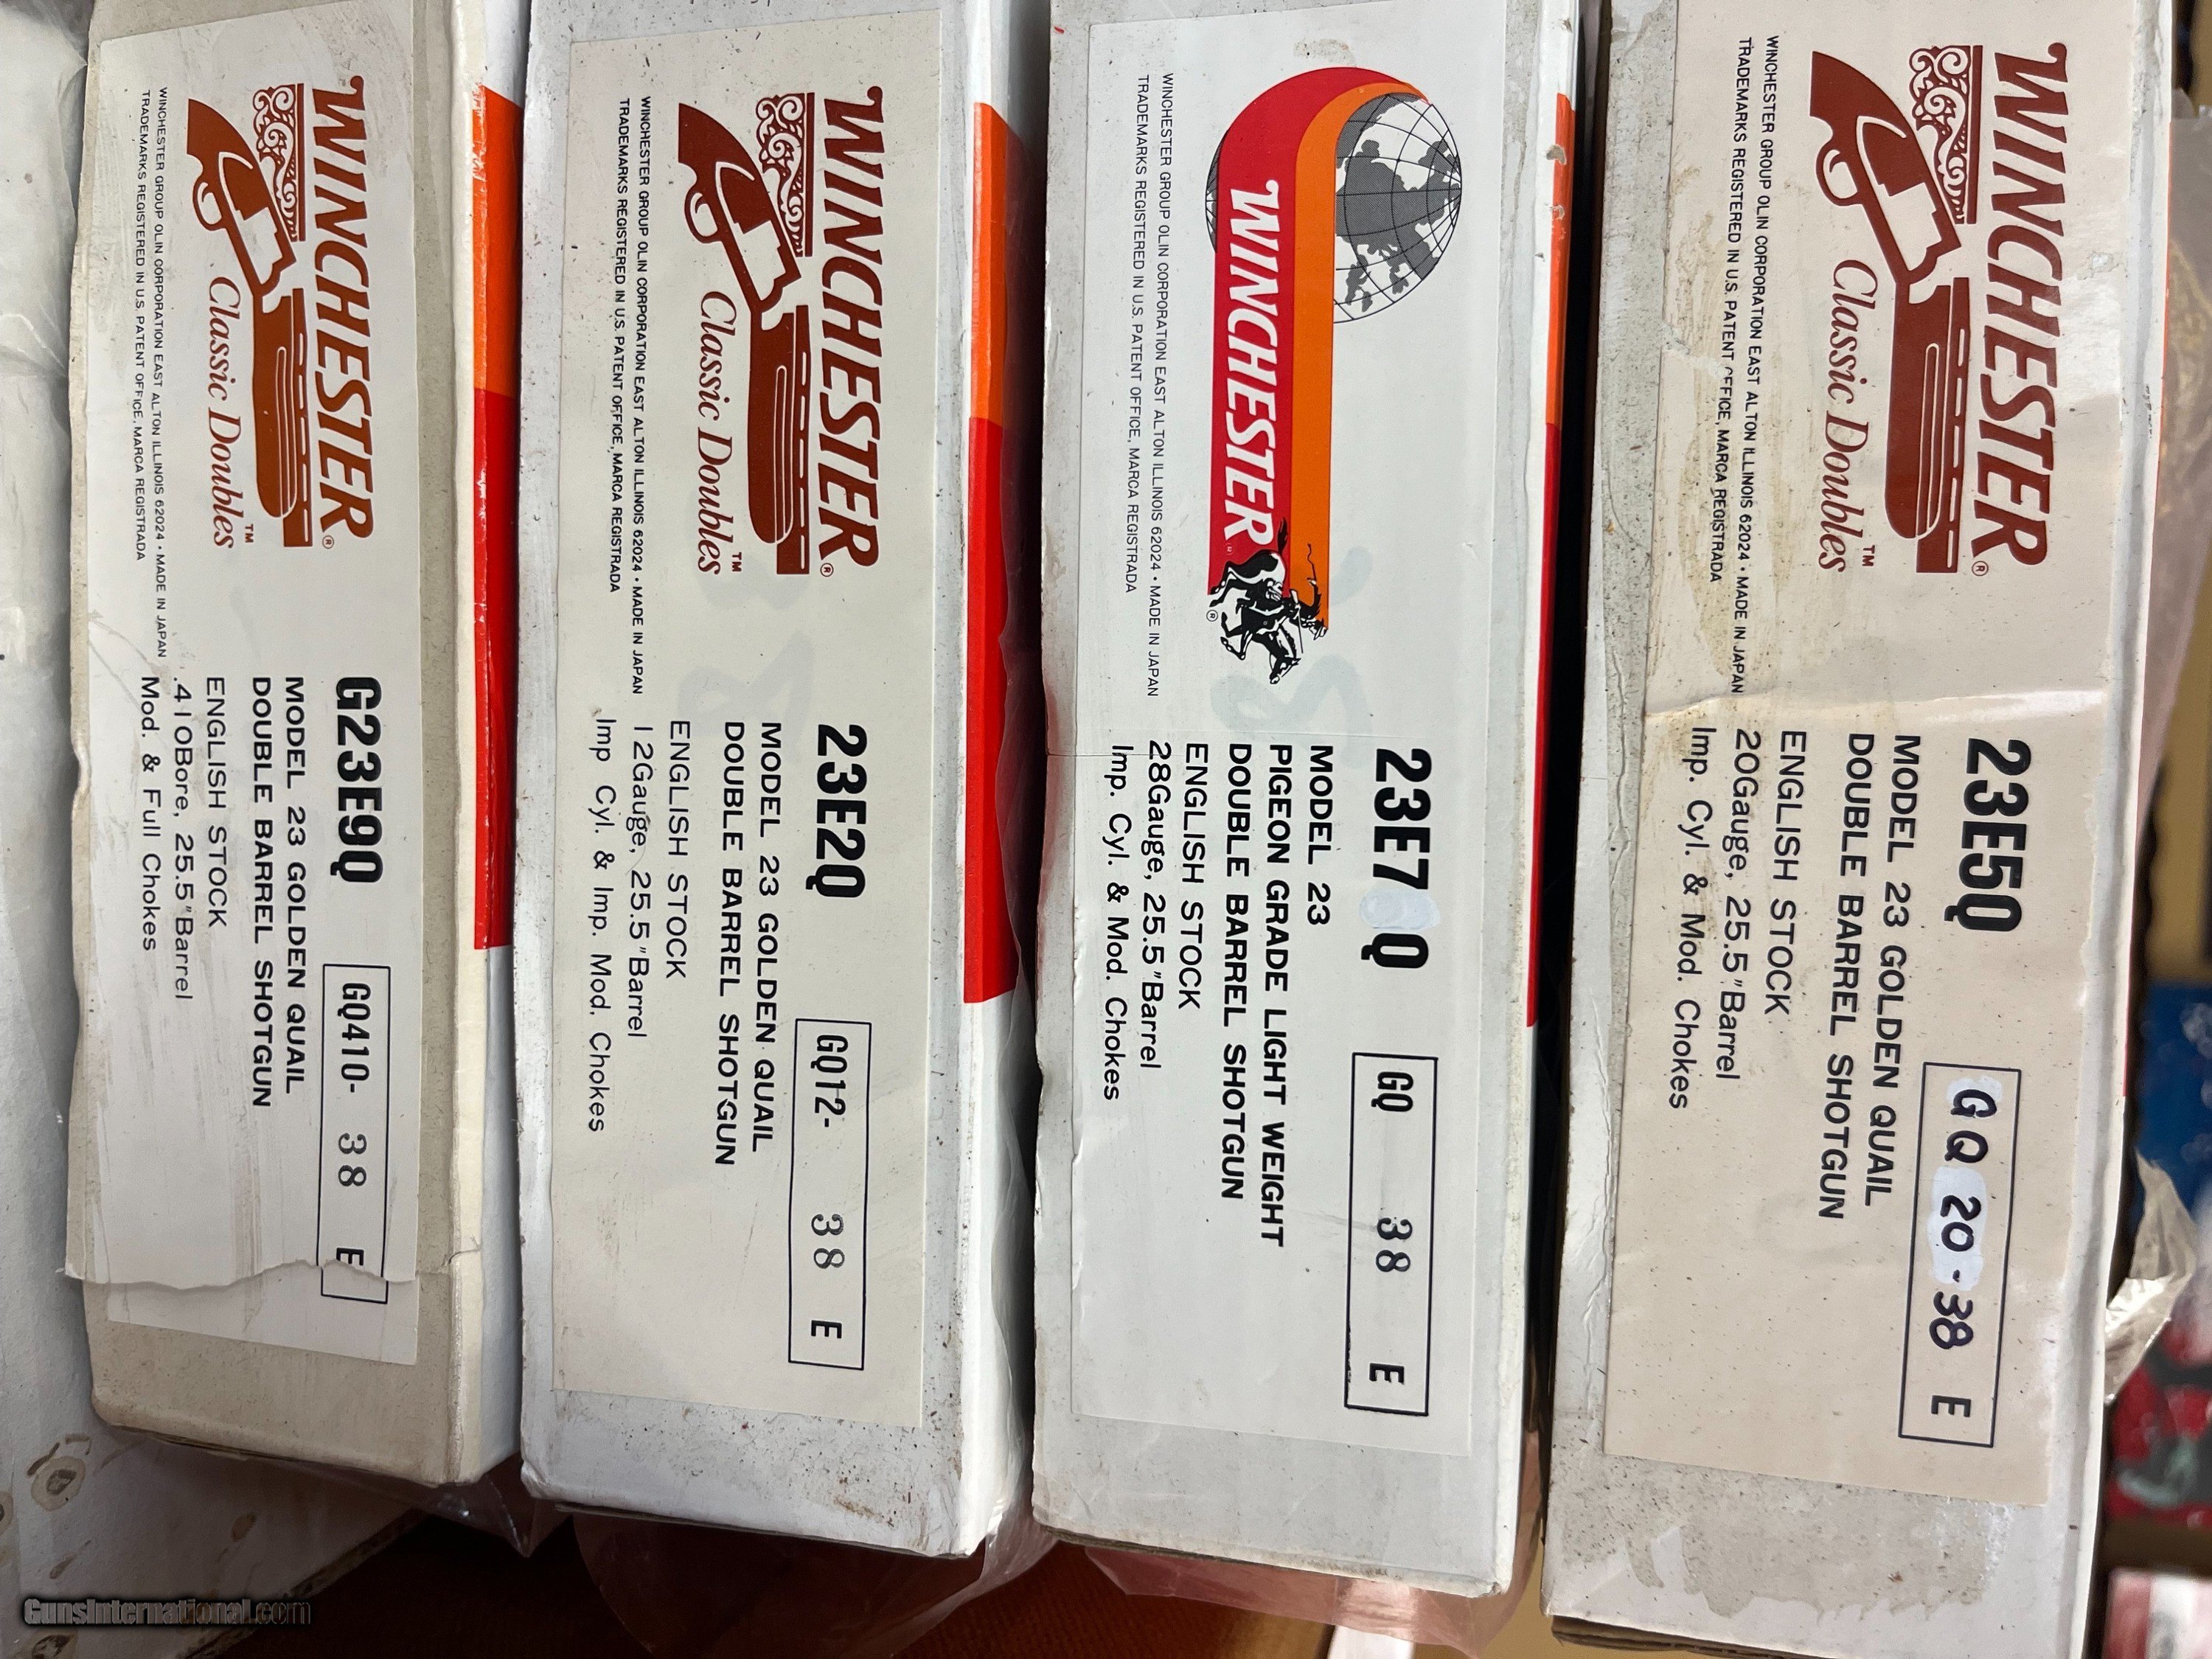 WINCHESTER®
Classic Doubles™
WINCHESTER GROUP OLIN CORPORATION EAST ALTON ILLINOIS 62024 • MADE IN JAPAN
TRADEMARKS REGISTERED IN U.S. PATENT OFFICE, MARCA REGISTRADA
23E5Q
GQ 20-38 E
MODEL 23 GOLDEN QUAIL
DOUBLE BARREL SHOTGUN
ENGLISH STOCK
20Gauge, 25.5"Barrel
Imp. Cyl. & Mod. Chokes
WINCHESTER®
WINCHESTER GROUP OLIN CORPORATION EAST ALTON ILLINOIS 62024 • MADE IN JAPAN
TRADEMARKS REGISTERED IN U.S. PATENT OFFICE, MARCA REGISTRADA
23E7 Q
GQ 38 E
MODEL 23
PIGEON GRADE LIGHT WEIGHT
DOUBLE BARREL SHOTGUN
ENGLISH STOCK
28Gauge, 25.5"Barrel
Imp. Cyl. & Mod. Chokes
WINCHESTER®
Classic Doubles™
WINCHESTER GROUP OLIN CORPORATION EAST ALTON ILLINOIS 62024 • MADE IN JAPAN
TRADEMARKS REGISTERED IN U.S. PATENT OFFICE, MARCA REGISTRADA
23E2Q
GQ12- 38 E
MODEL 23 GOLDEN QUAIL
DOUBLE BARREL SHOTGUN
ENGLISH STOCK
12Gauge, 25.5"Barrel
Imp Cyl. & Imp. Mod. Chokes
WINCHESTER®
Classic Doubles™
WINCHESTER GROUP OLIN CORPORATION EAST ALTON ILLINOIS 62024 • MADE IN JAPAN
TRADEMARKS REGISTERED IN U.S. PATENT OFFICE, MARCA REGISTRADA
G23E9Q
GQ410- 38 E
MODEL 23 GOLDEN QUAIL
DOUBLE BARREL SHOTGUN
ENGLISH STOCK
.410Bore, 25.5"Barrel
Mod. & Full Chokes
GunsInternational.com